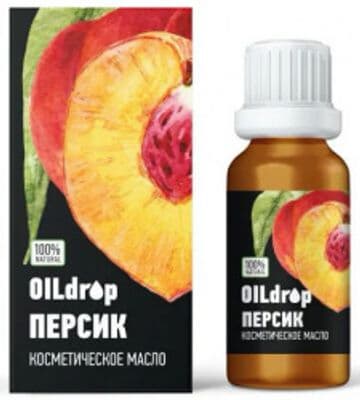 100%
NATURAL
OILdrop
ПЕРСИК
КОСМЕТИЧЕСКОЕ МАСЛО
100%
NATURAL
OILdrop
ПЕРСИК
КОСМЕТИЧЕСКОЕ МАСЛО